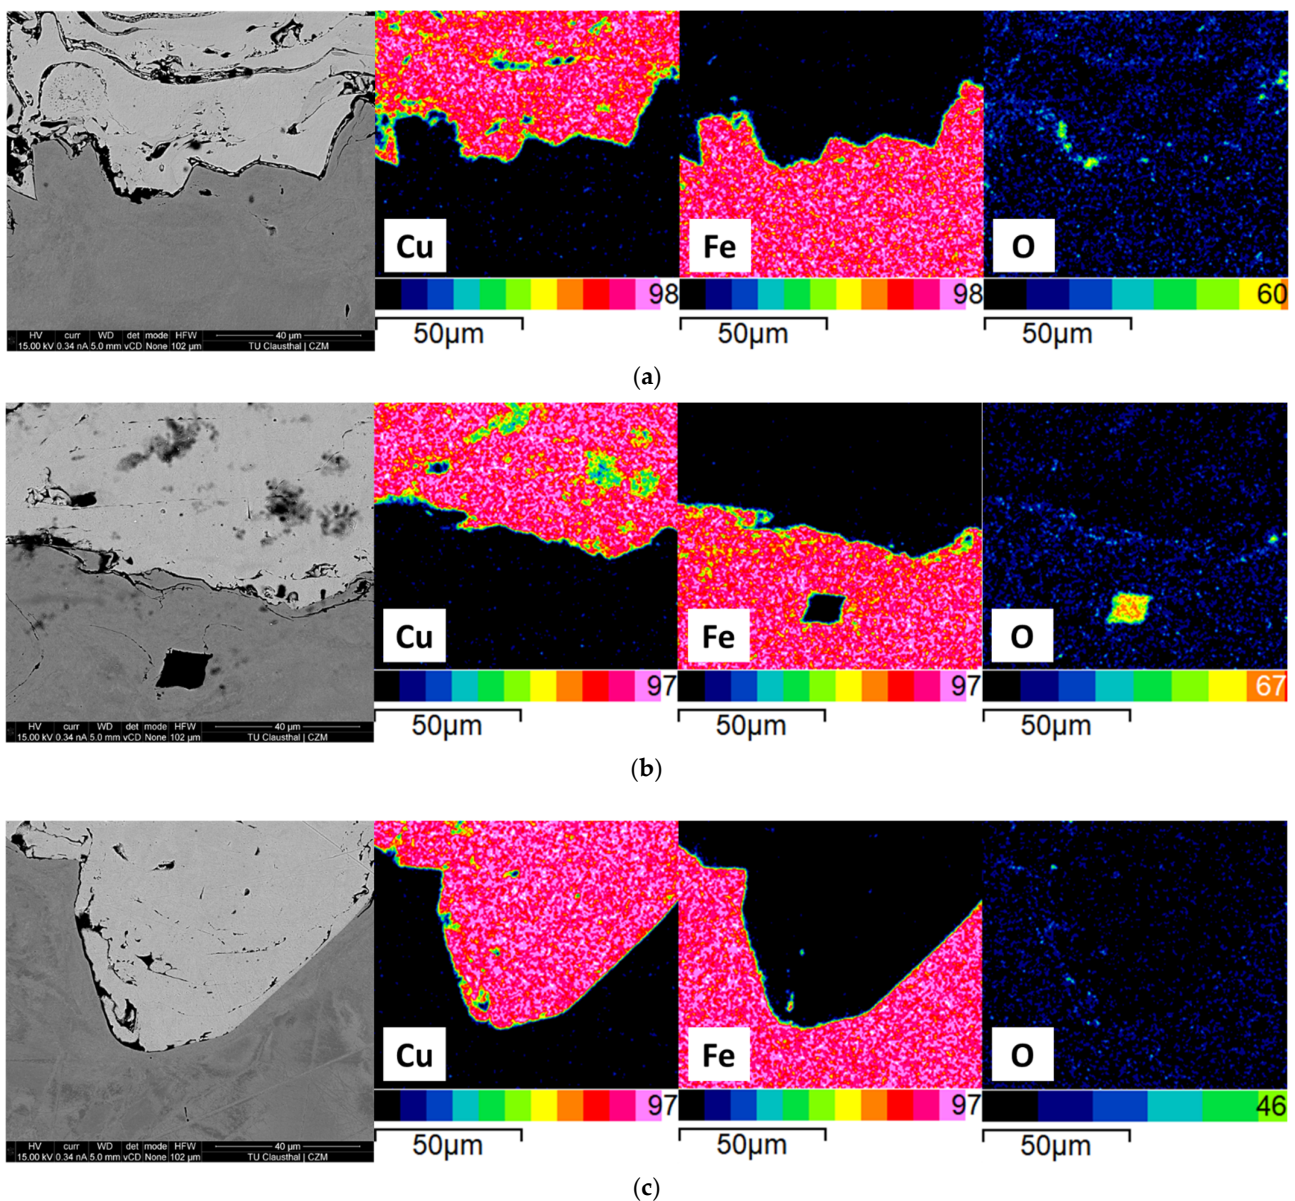 Cu Fe O
98 98 60
50µm 50µm 50µm
HV curr WD det mode HFW 40 µm
15.00 kV 0.34 nA 5.0 mm vCD None 102 µm TU Clausthal | CZM
(a)
Cu Fe O
97 97 67
50µm 50µm 50µm
HV curr WD det mode HFW 40 µm
15.00 kV 0.34 nA 5.0 mm vCD None 102 µm TU Clausthal | CZM
(b)
Cu Fe O
97 97 46
50µm 50µm 50µm
HV curr WD det mode HFW 40 µm
15.00 kV 0.34 nA 5.0 mm vCD None 102 µm TU Clausthal | CZM
(c)